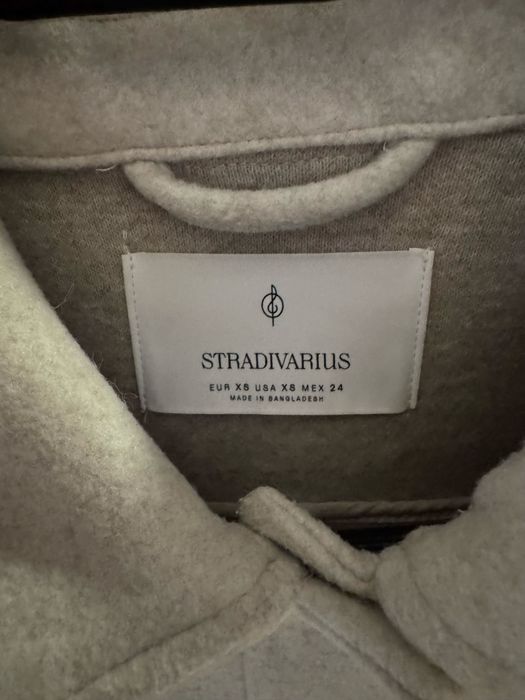 STRADIVARIUS
EUR XS USA XS MEX 24
MADE IN BANGLADESH